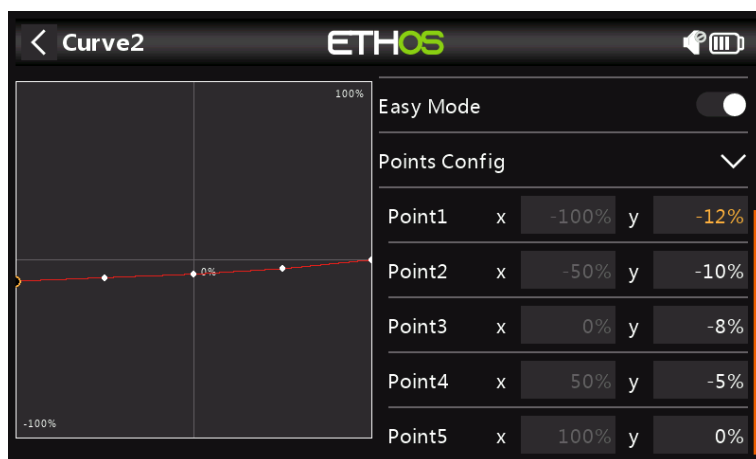 Curve2
ETHOS
100%
0%
-100%
Easy Mode
Points Config
Point1 x -100% y -12%
Point2 x -50% y -10%
Point3 x 0% y -8%
Point4 x 50% y -5%
Point5 x 100% y 0%